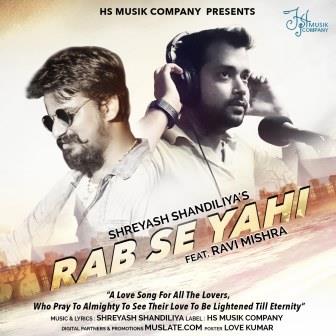 HS MUSIK COMPANY PRESENTS
HS MUSIK
COMPANY
SHREYASH SHANDILIYA'S
RAB SE YAHI
FEAT. RAVI MISHRA
"A Love Song For All The Lovers,
Who Pray To Almighty To See Their Love To Be Lightened Till Eternity"
MUSIC & LYRICS : SHREYASH SHANDILIYA LABEL : HS MUSIK COMPANY
DIGITAL PARTNERS & PROMOTIONS MUSLATE.COM POSTER LOVE KUMAR